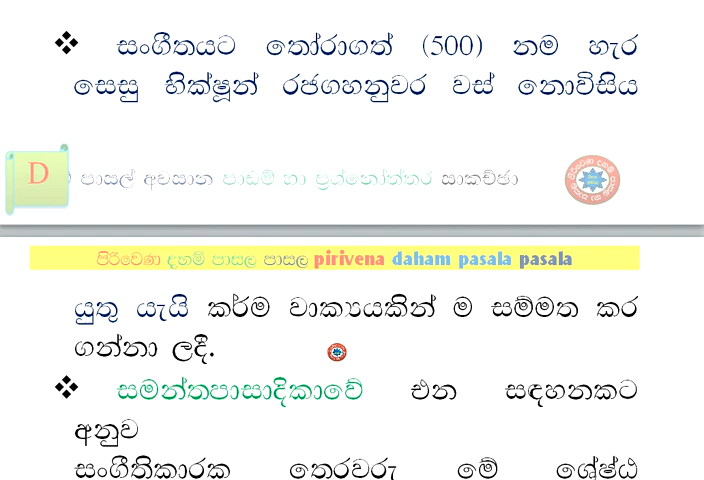 ❖ සංගීතයට තෝරාගත් (500) නම හැර
සෙසු භික්ෂූන් රජගහනුවර වස් නොවිසිය
D පාසල් අවසාන පාඩම් හා ප්‍රශ්නෝත්තර සාකච්ඡා
පිරිවෙණ දහම් පාසල පාසල pirivena daham pasala pasala
යුතු යැයි කර්ම වාක්‍යයකින් ම සම්මත කර
ගන්නා ලදී.
❖ සමන්තපාසාදිකාවේ එන සඳහනකට
අනුව
සංගීතිකාරක තෙරවරු මේ ශ්‍රේෂ්ඨ